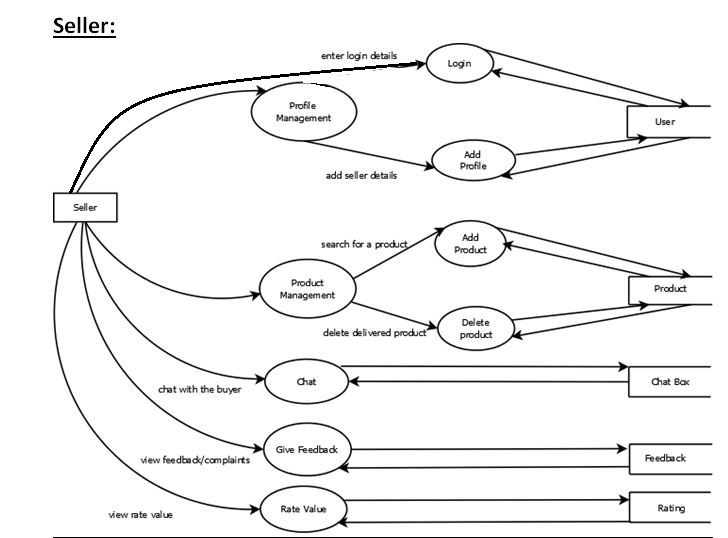 Seller:
enter login details
Login
Profile
Management
User
Add
Profile
add seller details
Seller
search for a product
Add
Product
Product
Management
Product
delete delivered product
Delete
product
chat with the buyer
Chat
Chat Box
view feedback/complaints
Give Feedback
Feedback
view rate value
Rate Value
Rating